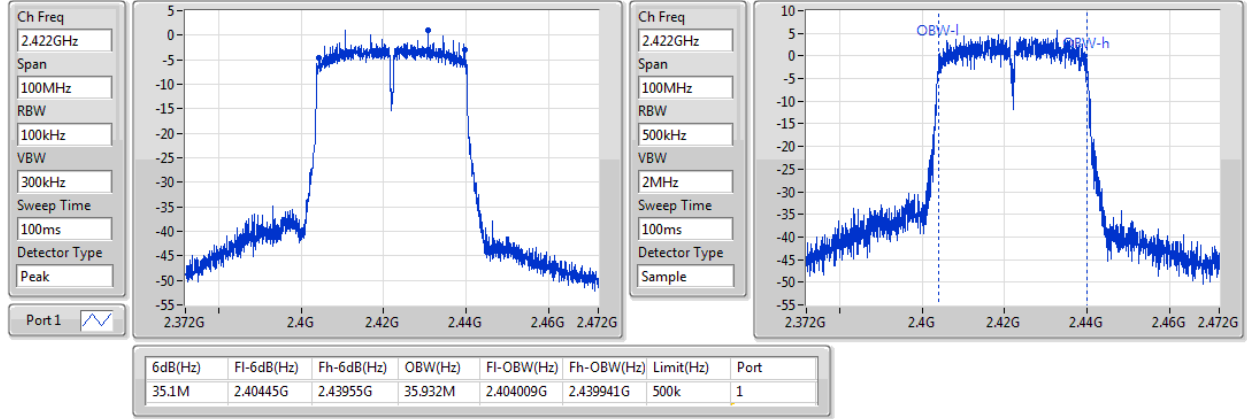 Ch Freq
2.422GHz
Span
100MHz
RBW
100kHz
VBW
300kHz
Sweep Time
100ms
Detector Type
Peak
Port 1
5
0
-5
-10
-15
-20
-25
-30
-35
-40
-45
-50
-55
2.372G 2.4G 2.42G 2.44G 2.46G 2.472G
Ch Freq
2.422GHz
Span
100MHz
RBW
500kHz
VBW
2MHz
Sweep Time
100ms
Detector Type
Sample
10
5
0
-5
-10
-15
-20
-25
-30
-35
-40
-45
-50
-55
OBW-l
OBW-h
2.372G 2.4G 2.42G 2.44G 2.46G 2.472G
6dB(Hz) Fl-6dB(Hz) Fh-6dB(Hz) OBW(Hz) Fl-OBW(Hz) Fh-OBW(Hz) Limit(Hz) Port
35.1M 2.40445G 2.43955G 35.932M 2.404009G 2.439941G 500k 1